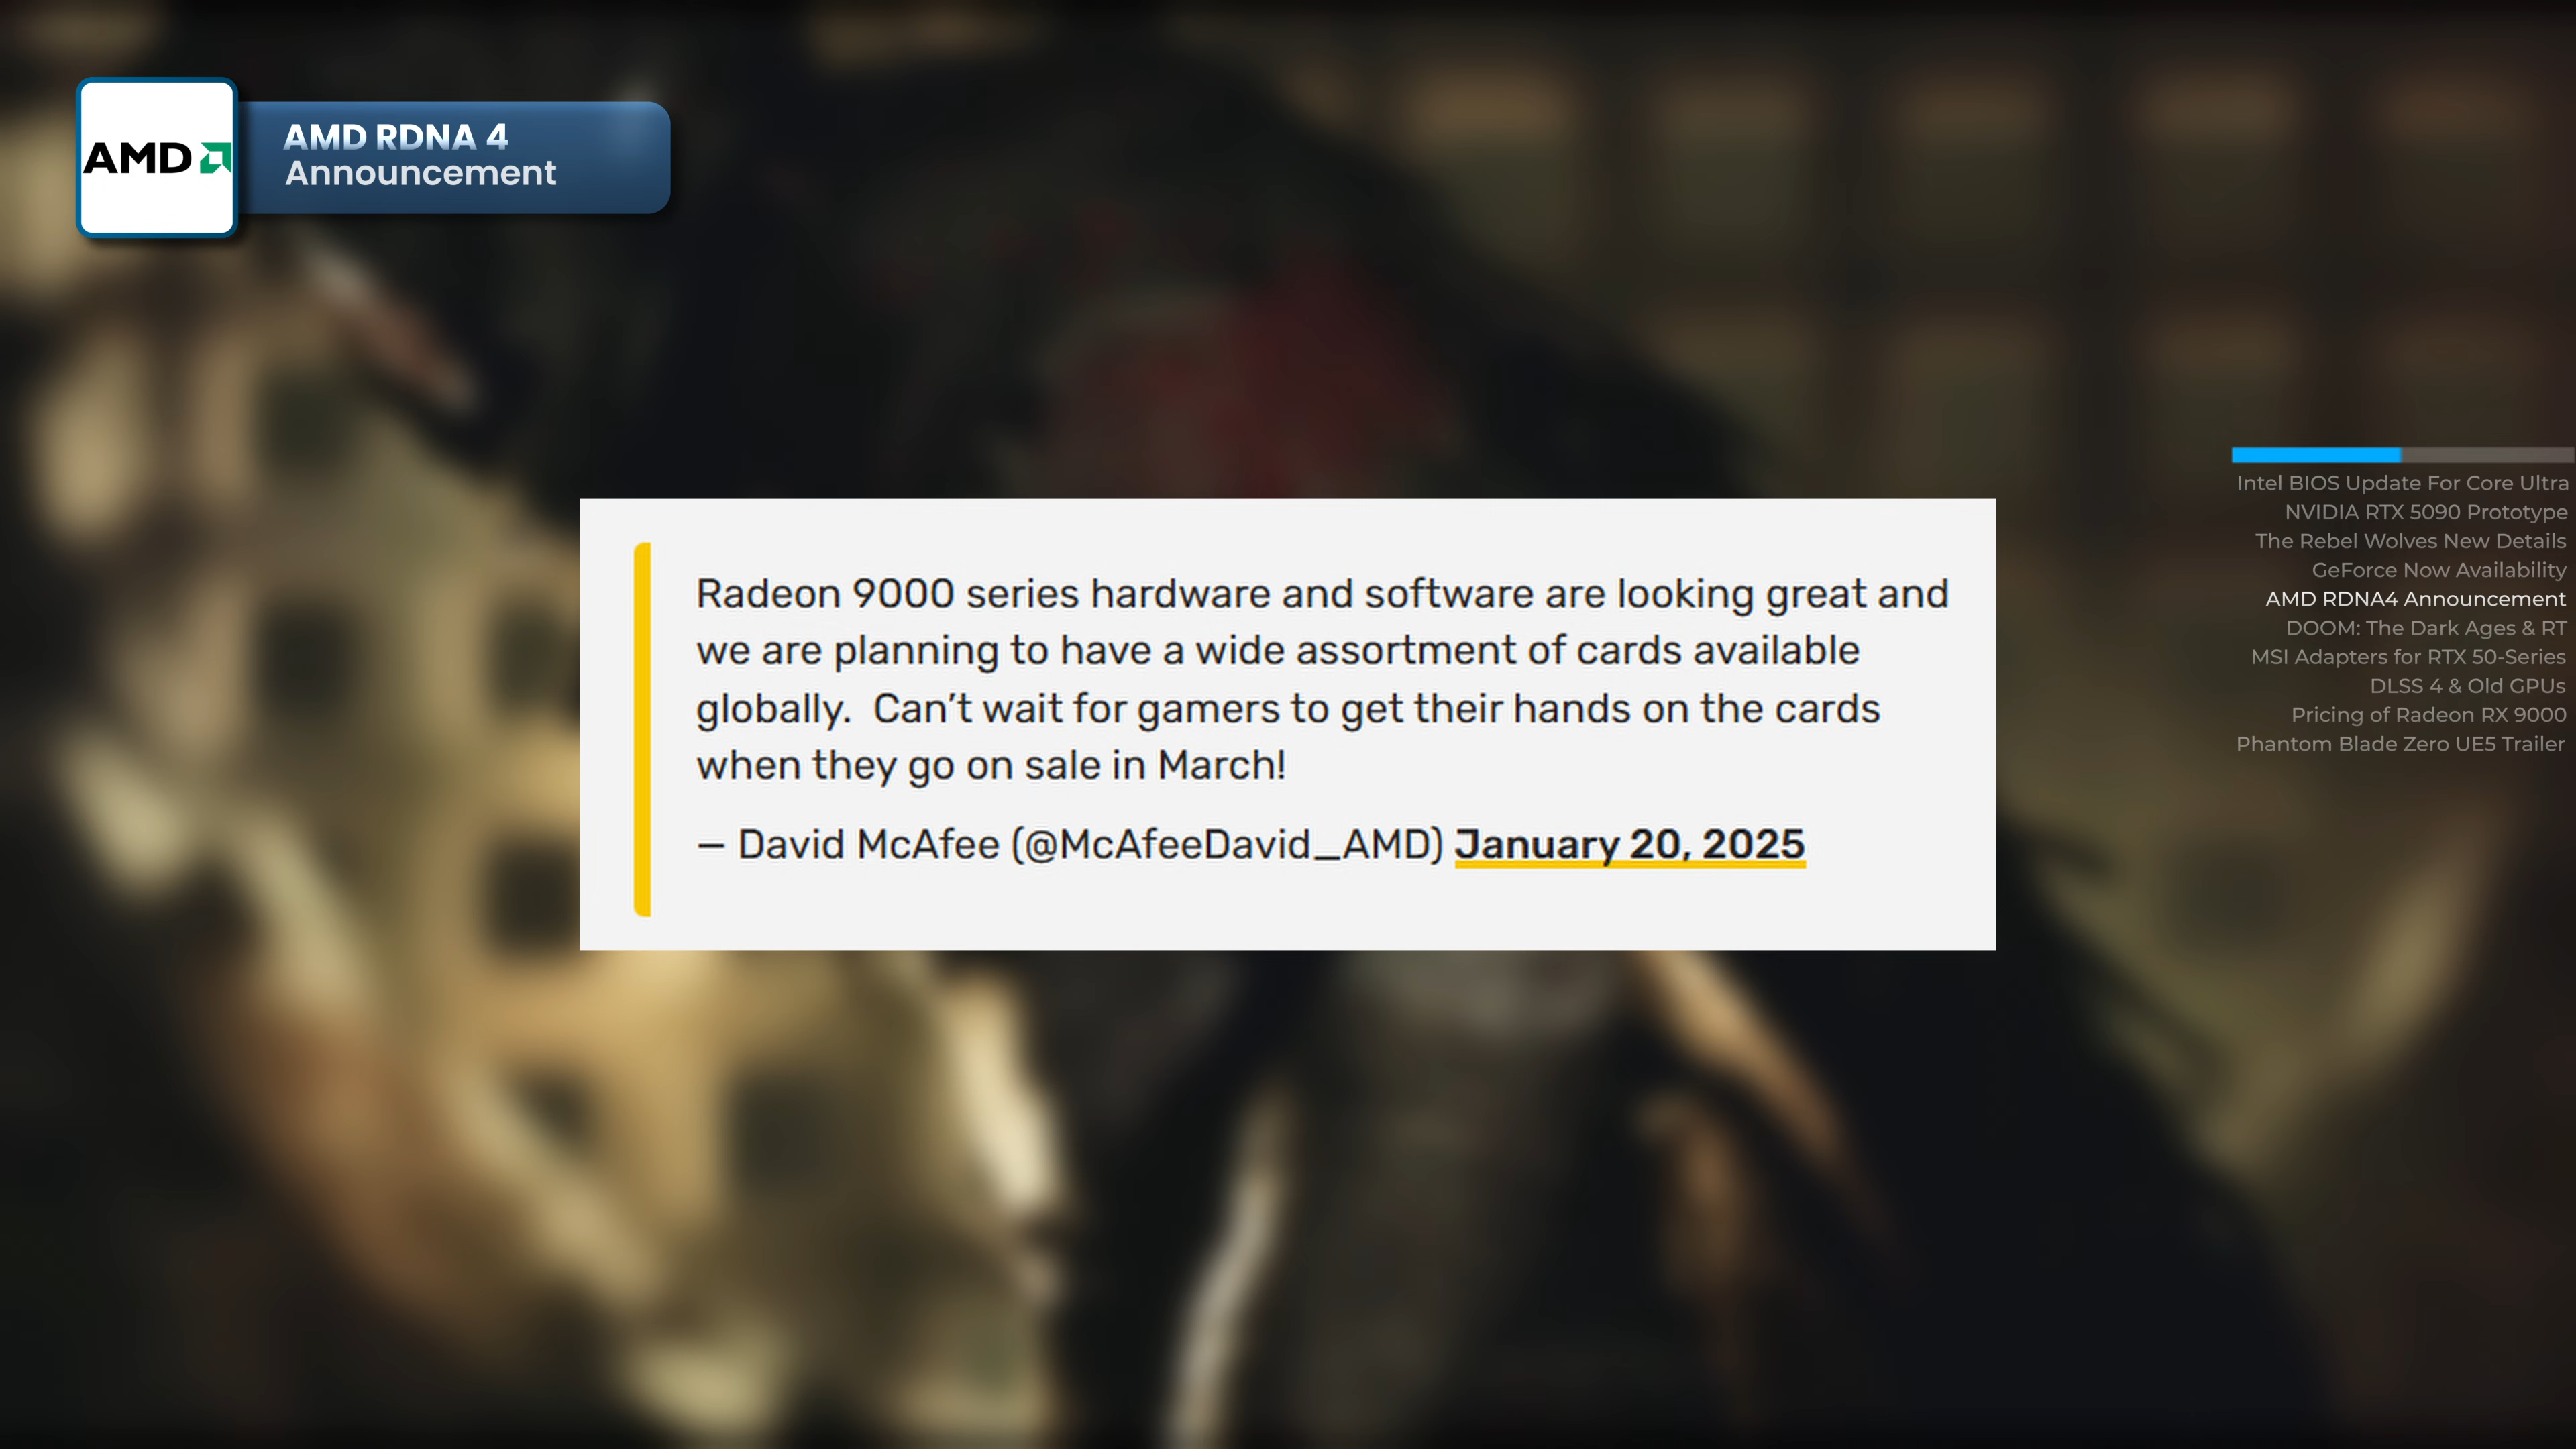 AMD
AMD RDNA 4
Announcement
Radeon 9000 series hardware and software are looking great and
we are planning to have a wide assortment of cards available
globally.  Can't wait for gamers to get their hands on the cards
when they go on sale in March!
— David McAfee (@McAfeeDavid_AMD) January 20, 2025
Intel BIOS Update For Core Ultra
NVIDIA RTX 5090 Prototype
The Rebel Wolves New Details
GeForce Now Availability
AMD RDNA4 Announcement
DOOM: The Dark Ages & RT
MSI Adapters for RTX 50-Series
DLSS 4 & Old GPUs
Pricing of Radeon RX 9000
Phantom Blade Zero UE5 Trailer